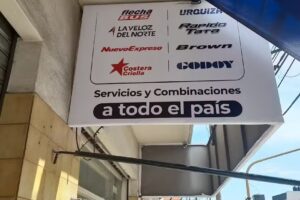 flecha
BUS
URQUIZA
LA VELOZ
DEL NORTE
Rapido
Tata
NuevoExpreso
Brown
Costera
Criolla
GODOY
Servicios y Combinaciones
a todo el país